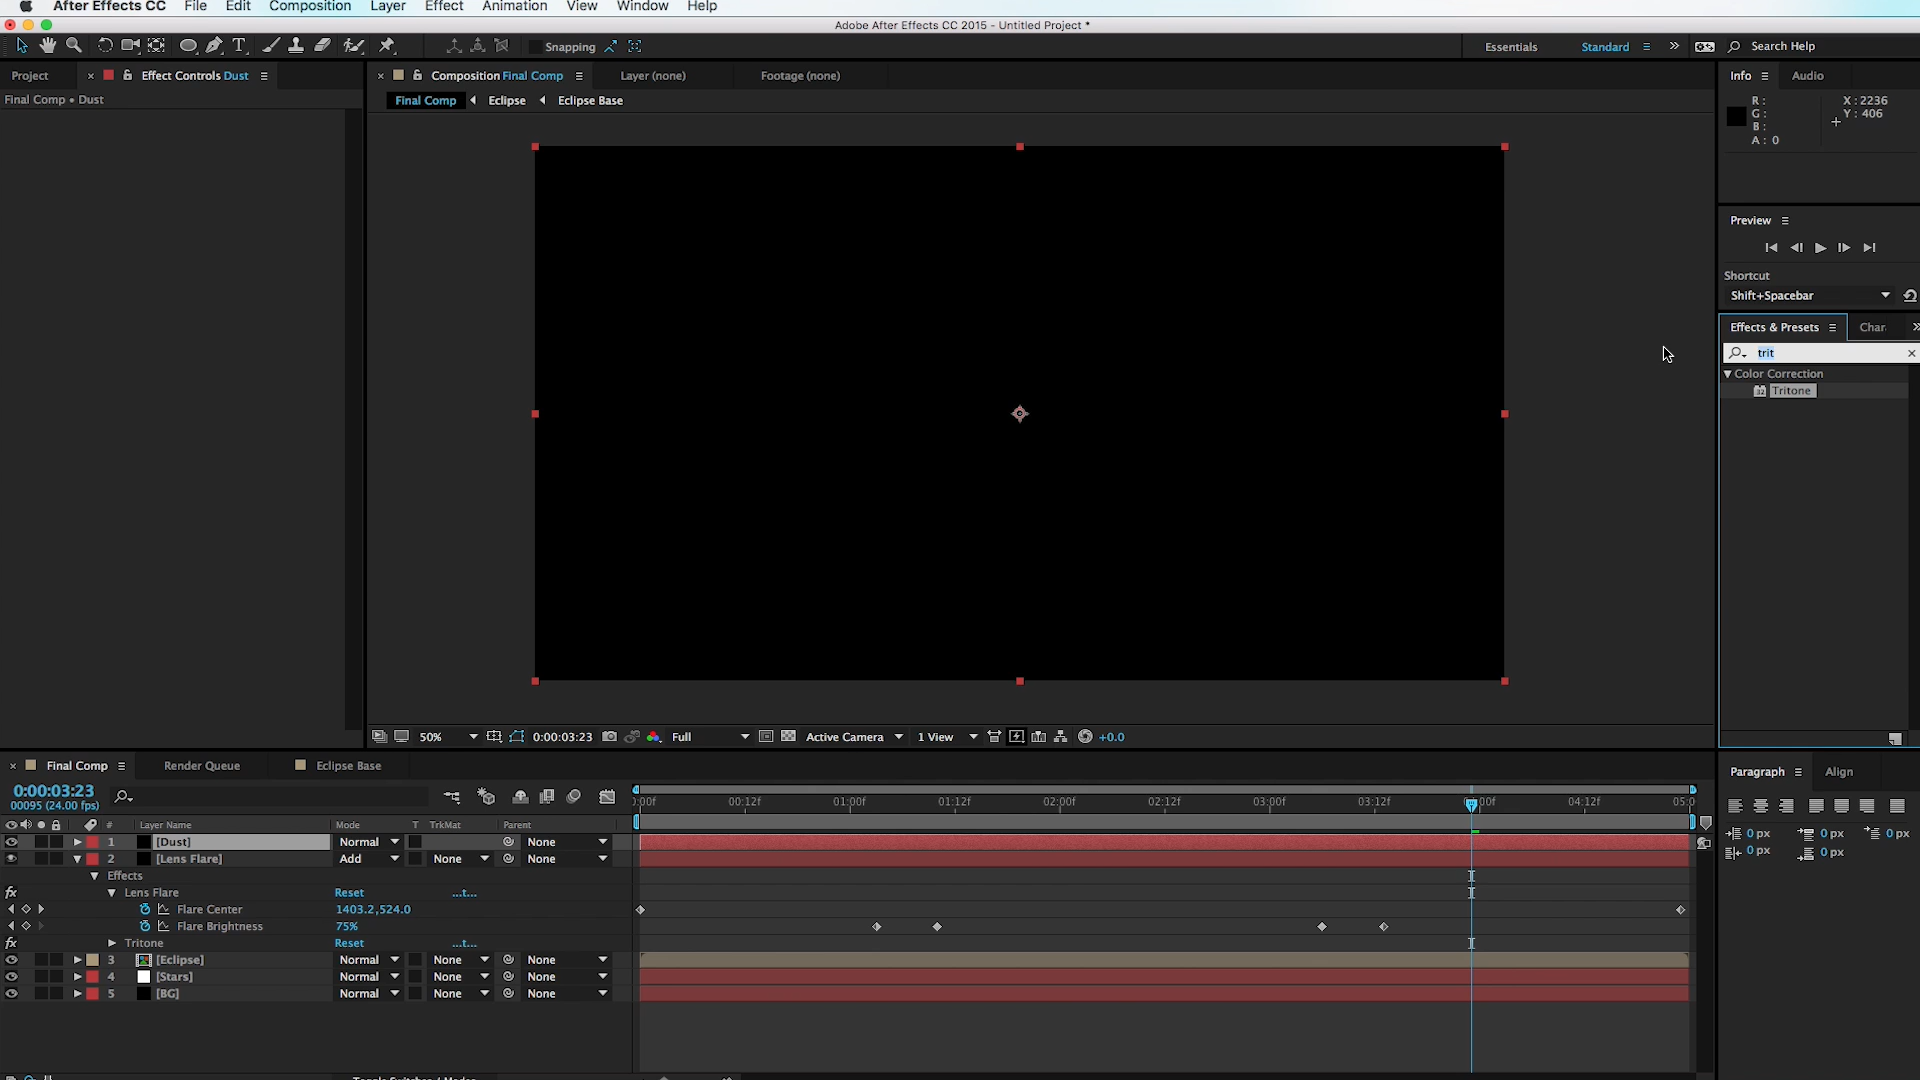 After Effects CC File Edit Composition Layer Effect Animation View Window Help
Adobe After Effects CC 2015 - Untitled Project *
T Snapping Essentials Standard Search Help
Project Effect Controls Dust Composition Final Comp Layer (none) Footage (none) Info Audio
Final Comp • Dust Final Comp Eclipse Eclipse Base
R: X: 2236
G: Y: 406
B:
A: 0
Preview
Shortcut
Shift+Spacebar
Effects & Presets Char
trit
Color Correction
32 Tritone
50% 0:00:03:23 Full Active Camera 1 View +0.0
Final Comp Render Queue Eclipse Base Paragraph Align
0:00:03:23
00095 (24.00 fps)
:00f 00:12f 01:00f 01:12f 02:00f 02:12f 03:00f 03:12f 00f 04:12f 05:0
# Layer Name Mode T TrkMat Parent
1 [Dust] Normal None
2 [Lens Flare] Add None None
Effects
fx Lens Flare Reset ...t...
Flare Center 1403.2,524.0
Flare Brightness 75%
fx Tritone Reset ...t...
3 [Eclipse] Normal None None
4 [Stars] Normal None None
5 [BG] Normal None None
0 px 0 px 0 px
0 px 0 px